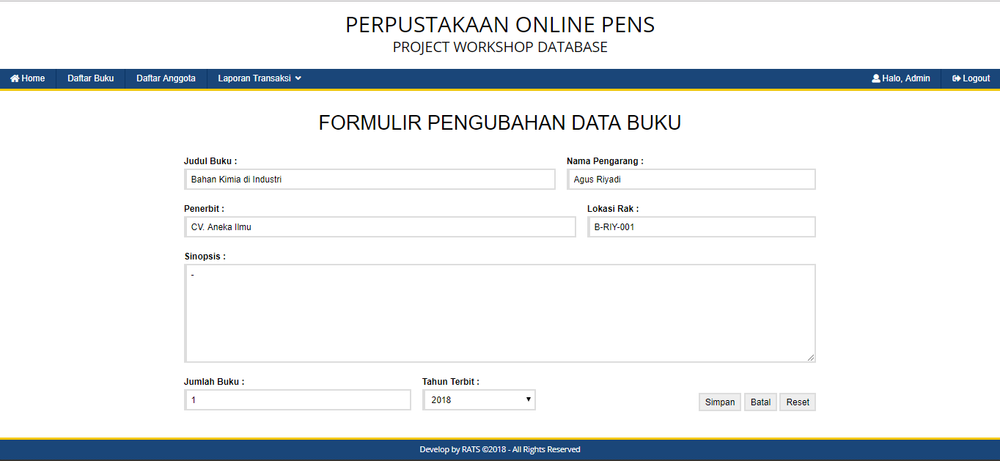 PERPUSTAKAAN ONLINE PENS
PROJECT WORKSHOP DATABASE
Home Daftar Buku Daftar Anggota Laporan Transaksi Halo, Admin Logout
FORMULIR PENGUBAHAN DATA BUKU
Judul Buku : Nama Pengarang :
Bahan Kimia di Industri Agus Riyadi
Penerbit : Lokasi Rak :
CV. Aneka Ilmu B-RIY-001
Sinopsis :
-
Jumlah Buku : Tahun Terbit :
1 2018 Simpan Batal Reset
Develop by RATS ©2018 - All Rights Reserved